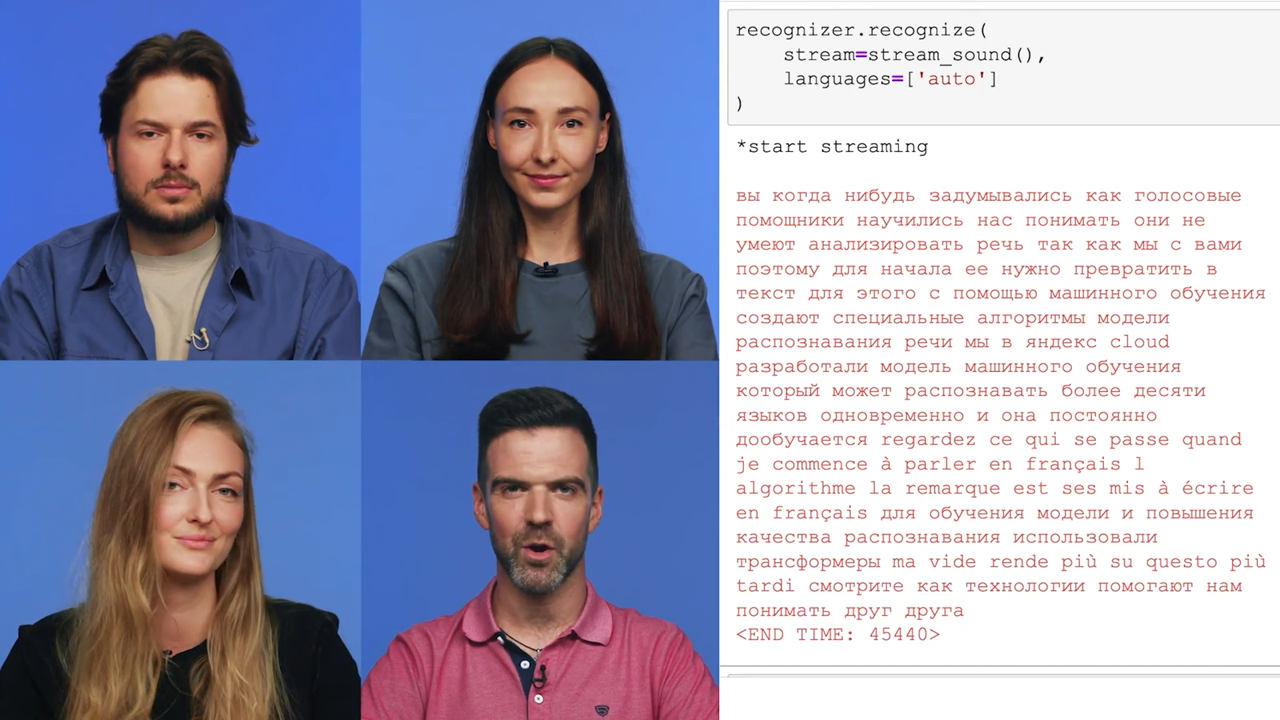 recognizer.recognize(
    stream=stream_sound(),
    languages=['auto']
)
*start streaming
вы когда нибудь задумывались как голосовые
помощники научились нас понимать они не
умеют анализировать речь так как мы с вами
поэтому для начала ее нужно превратить в
текст для этого с помощью машинного обучения
создают специальные алгоритмы модели
распознавания речи мы в яндекс cloud
разработали модель машинного обучения
который может распознавать более десяти
языков одновременно и она постоянно
дообучается regardez ce qui se passe quand
je commence à parler en français l
algorithme la remarque est ses mis à écrire
en français для обучения модели и повышения
качества распознавания использовали
трансформеры ma vide rende più su questo più
tardi смотрите как технологии помогают нам
понимать друг друга
<END TIME: 45440>